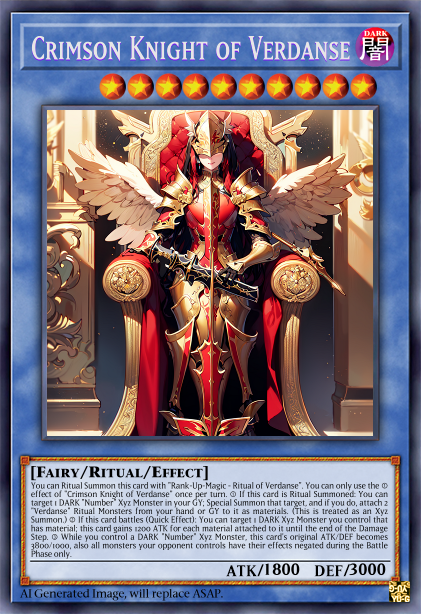 CRIMSON KNIGHT OF VERDANSE
DARK
闇
[FAIRY/RITUAL/EFFECT]
You can Ritual Summon this card with "Rank-Up-Magic - Ritual of Verdanse". You can only use the ①
effect of "Crimson Knight of Verdanse" once per turn. ① If this card is Ritual Summoned: You can
target 1 DARK "Number" Xyz Monster in your GY; Special Summon that target, and if you do, attach 2
"Verdanse" Ritual Monsters from your hand or GY to it as materials. (This is treated as an Xyz
Summon.) ② If this card battles (Quick Effect): You can target 1 DARK Xyz Monster you control that
has material; this card gains 1200 ATK for each material attached to it until the end of the Damage
Step. ③ While you control a DARK "Number" Xyz Monster, this card's original ATK/DEF becomes
3800/1000, also all monsters your opponent controls have their effects negated during the Battle
Phase only.
ATK/1800 DEF/3000
AI Generated Image, will replace ASAP.